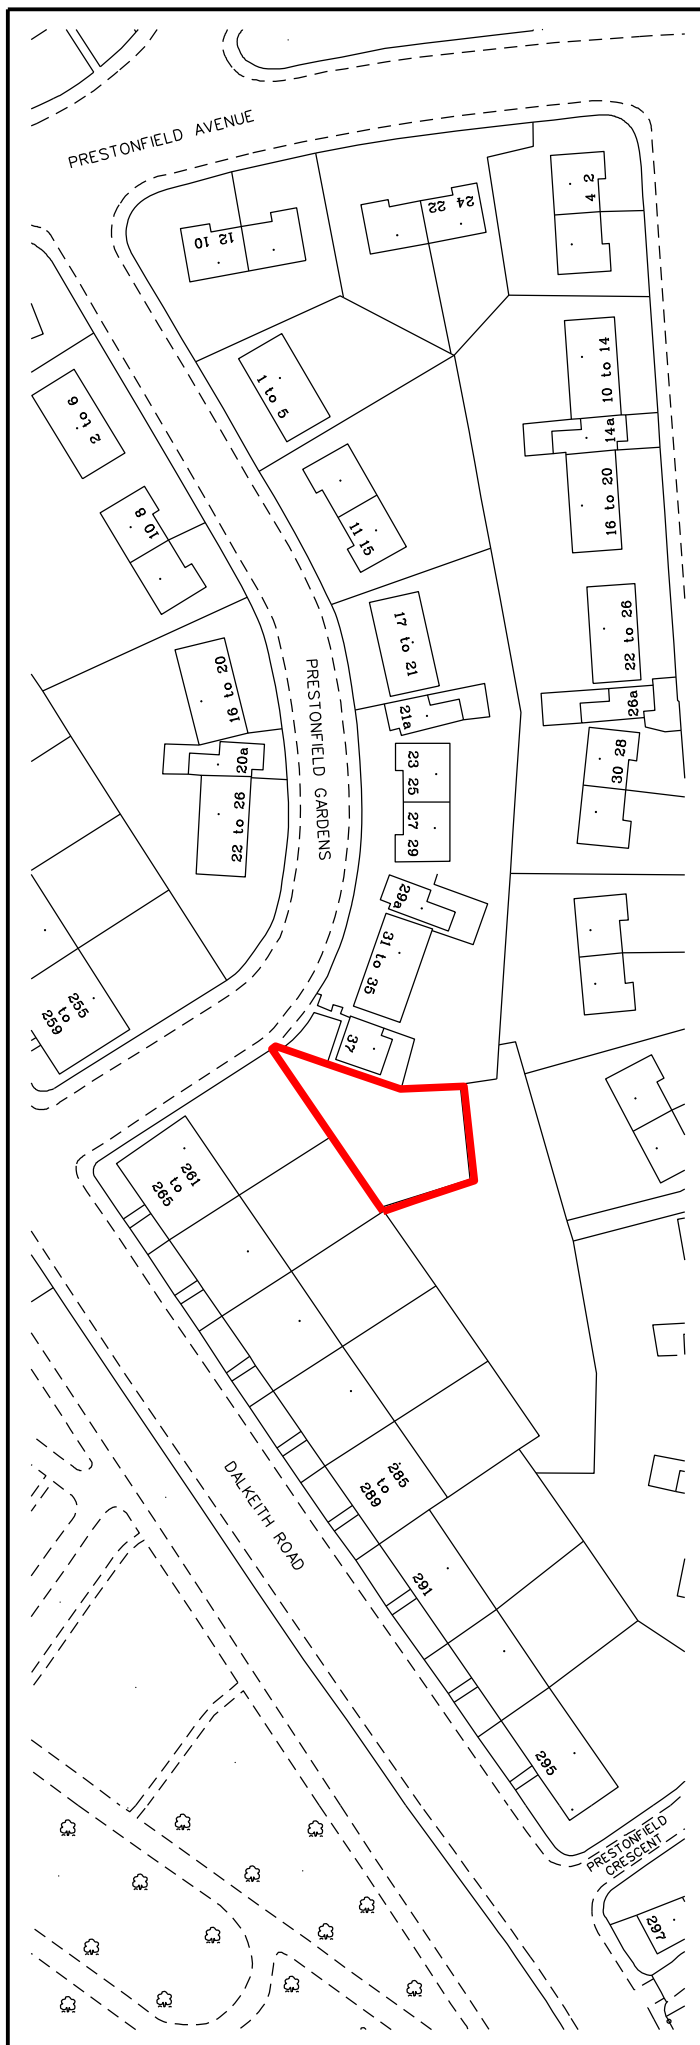 PRESTONFIELD AVENUE
4 2
24 22
12 10
10 to 14
1 to 5
2 to 6
14a
16 to 20
10 8
11 15
22 to 26
17 to 21
16 to 20
26a
21a
PRESTONFIELD GARDENS
30 28
20a
23 25
27 29
22 to 26
29a
31 to 35
255
to
259
37
261
to
265
285
to
289
DALKEITH ROAD
291
295
PRESTONFIELD
CRESCENT
297